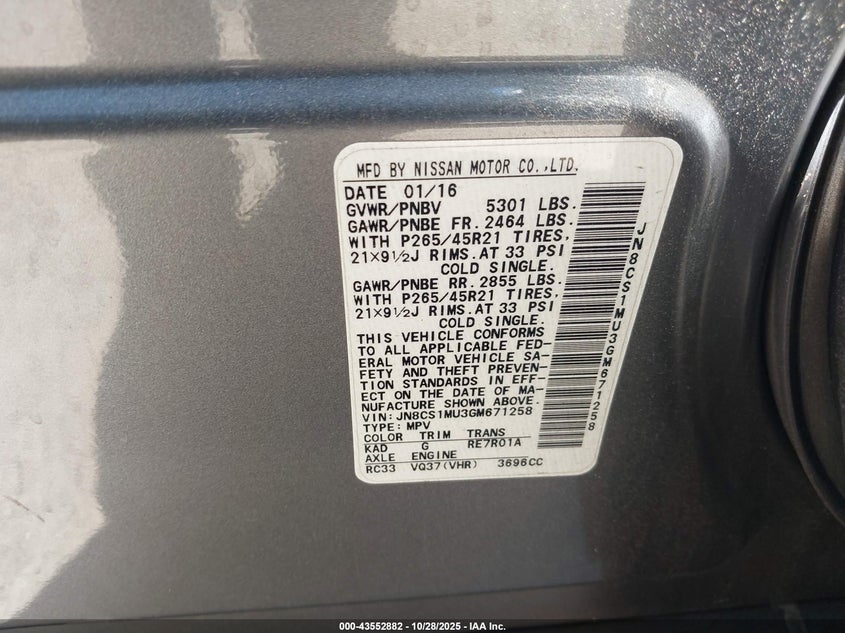 MFD BY NISSAN MOTOR CO.,LTD.
DATE 01/16
GVWR/PNBV 5301 LBS.
GAWR/PNBE FR. 2464 LBS.
WITH P265/45R21 TIRES,
21×9½J RIMS.AT 33 PSI
COLD SINGLE.
GAWR/PNBE RR. 2855 LBS.
WITH P265/45R21 TIRES,
21×9½J RIMS.AT 33 PSI
COLD SINGLE.
THIS VEHICLE CONFORMS
TO ALL APPLICABLE FED-
ERAL MOTOR VEHICLE SA-
FETY AND THEFT PREVEN-
TION STANDARDS IN EFF-
ECT ON THE DATE OF MA-
NUFACTURE SHOWN ABOVE.
VIN:JN8CS1MU3GM671258
TYPE:MPV
COLOR TRIM TRANS
KAD G RE7R01A
AXLE ENGINE
RC33 VQ37(VHR) 3696CC
JN8CS1MU3GM671258
000-43552882 - 10/28/2025 - IAA Inc.